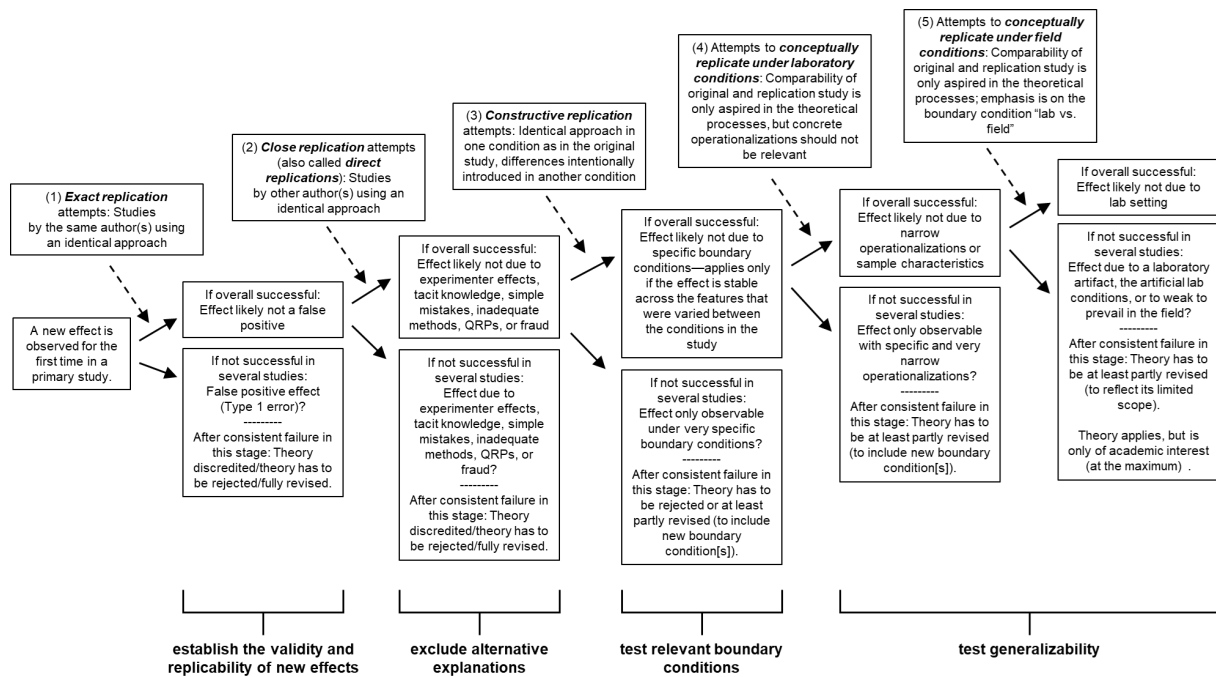 (1) Exact replication
attempts: Studies
by the same author(s) using
an identical approach
A new effect is
observed for the
first time in a
primary study.
If overall successful:
Effect likely not a false
positive
If not successful in
several studies:
False positive effect
(Type 1 error)?
---------
After consistent failure in
this stage: Theory
discredited/theory has to
be rejected/fully revised.
(2) Close replication attempts
(also called direct
replications): Studies
by other author(s) using an
identical approach
If overall successful:
Effect likely not due to
experimenter effects,
tacit knowledge, simple
mistakes, inadequate
methods, QRPs, or fraud
If not successful in
several studies:
Effect due to
experimenter effects,
tacit knowledge, simple
mistakes, inadequate
methods, QRPs, or
fraud?
---------
After consistent failure in
this stage: Theory
discredited/theory has to
be rejected/fully revised.
(3) Constructive replication
attempts: Identical approach in
one condition as in the original
study, differences intentionally
introduced in another condition
If overall successful:
Effect likely not due to
specific boundary
conditions—applies only
if the effect is stable
across the features that
were varied between
the conditions in the
study
If not successful in
several studies:
Effect only observable
under very specific
boundary conditions?
---------
After consistent failure in
this stage: Theory has to
be rejected or at least
partly revised (to include
new boundary
condition[s]).
(4) Attempts to conceptually
replicate under laboratory
conditions: Comparability of
original and replication study is
only aspired in the theoretical
processes, but concrete
operationalizations should not
be relevant
If overall successful:
Effect likely not due to
narrow
operationalizations or
sample characteristics
If not successful in
several studies:
Effect only observable
with specific and very
narrow
operationalizations?
---------
After consistent failure in
this stage: Theory has to
be at least partly revised
(to include new boundary
condition[s]).
(5) Attempts to conceptually
replicate under field
conditions: Comparability of
original and replication study is
only aspired in the theoretical
processes; emphasis is on the
boundary condition “lab vs.
field”
If overall successful:
Effect likely not due to
lab setting
If not successful in
several studies:
Effect due to a laboratory
artifact, the artificial lab
conditions, or to weak to
prevail in the field?
---------
After consistent failure in
this stage: Theory has to
be at least partly revised
(to reflect its limited
scope).
Theory applies, but is
only of academic interest
(at the maximum) .
establish the validity and
replicability of new effects
exclude alternative
explanations
test relevant boundary
conditions
test generalizability